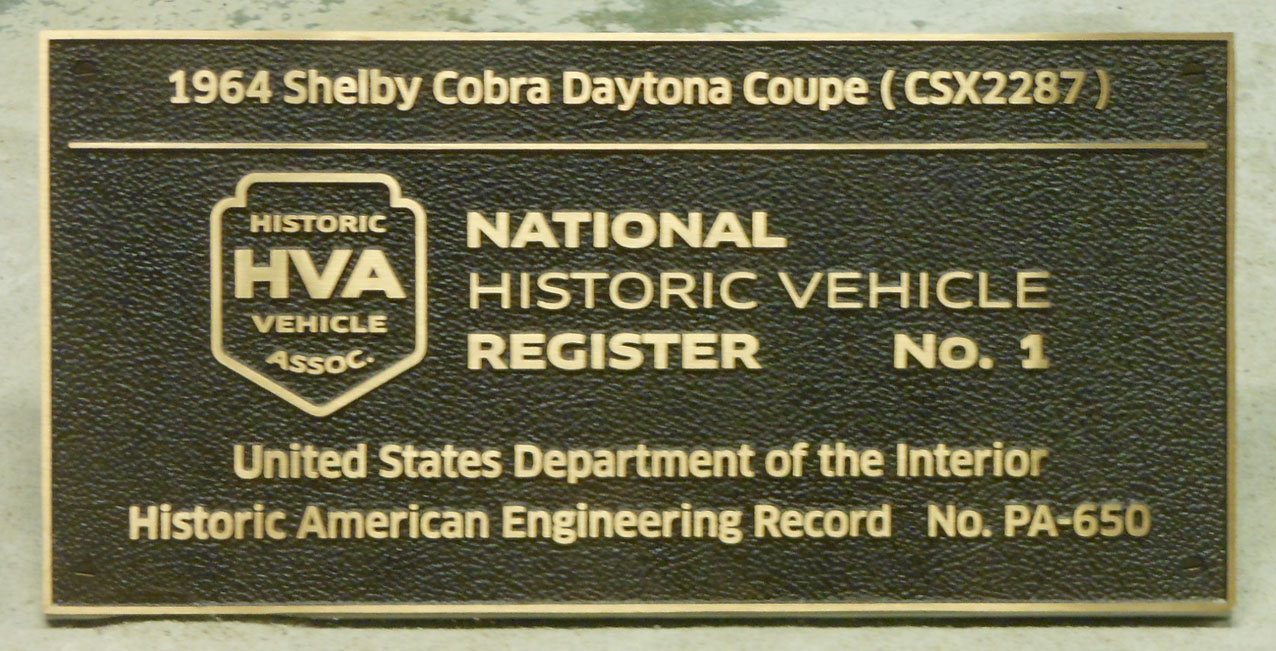 1964 Shelby Cobra Daytona Coupe ( CSX2287 )
HISTORIC
HVA
VEHICLE
ASSOC.
NATIONAL
HISTORIC VEHICLE
REGISTER No. 1
United States Department of the Interior
Historic American Engineering Record No. PA-650